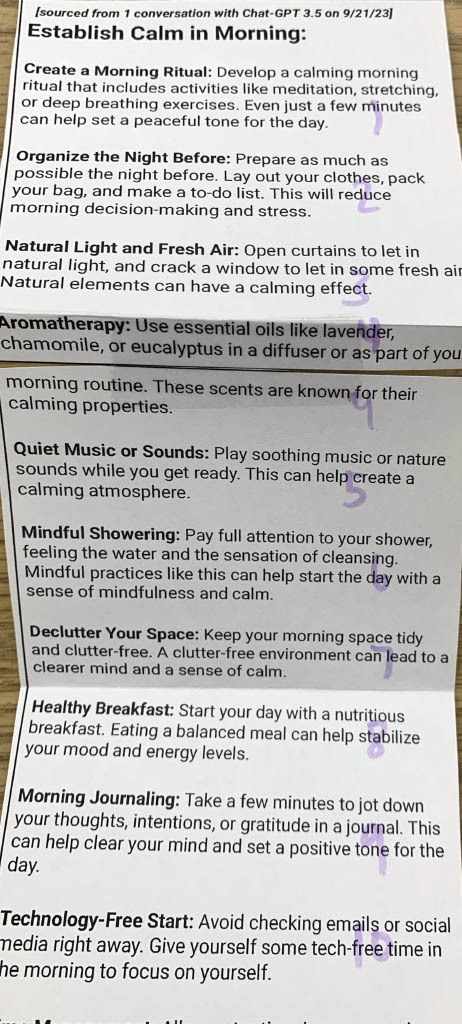 [sourced from 1 conversation with Chat-GPT 3.5 on 9/21/23]
Establish Calm in Morning:
Create a Morning Ritual: Develop a calming morning
ritual that includes activities like meditation, stretching,
or deep breathing exercises. Even just a few minutes
can help set a peaceful tone for the day.
1
Organize the Night Before: Prepare as much as
possible the night before. Lay out your clothes, pack
your bag, and make a to-do list. This will reduce
morning decision-making and stress.
2
Natural Light and Fresh Air: Open curtains to let in
natural light, and crack a window to let in some fresh air
Natural elements can have a calming effect.
3
Aromatherapy: Use essential oils like lavender,
chamomile, or eucalyptus in a diffuser or as part of you
4
morning routine. These scents are known for their
calming properties.
4
Quiet Music or Sounds: Play soothing music or nature
sounds while you get ready. This can help create a
calming atmosphere.
5
Mindful Showering: Pay full attention to your shower,
feeling the water and the sensation of cleansing.
Mindful practices like this can help start the day with a
sense of mindfulness and calm.
6
Declutter Your Space: Keep your morning space tidy
and clutter-free. A clutter-free environment can lead to a
clearer mind and a sense of calm.
7
Healthy Breakfast: Start your day with a nutritious
breakfast. Eating a balanced meal can help stabilize
your mood and energy levels.
8
Morning Journaling: Take a few minutes to jot down
your thoughts, intentions, or gratitude in a journal. This
can help clear your mind and set a positive tone for the
day.
9
Technology-Free Start: Avoid checking emails or social
media right away. Give yourself some tech-free time in
he morning to focus on yourself.
10